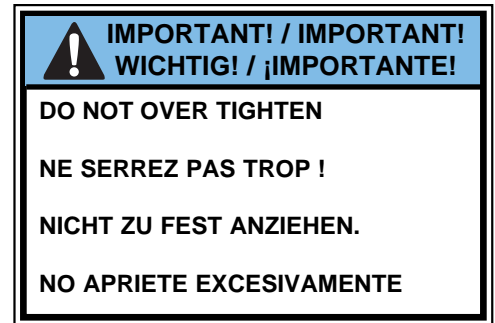 IMPORTANT! / IMPORTANT!
WICHTIG! / ¡IMPORTANTE!
DO NOT OVER TIGHTEN
NE SERREZ PAS TROP !
NICHT ZU FEST ANZIEHEN.
NO APRIETE EXCESIVAMENTE